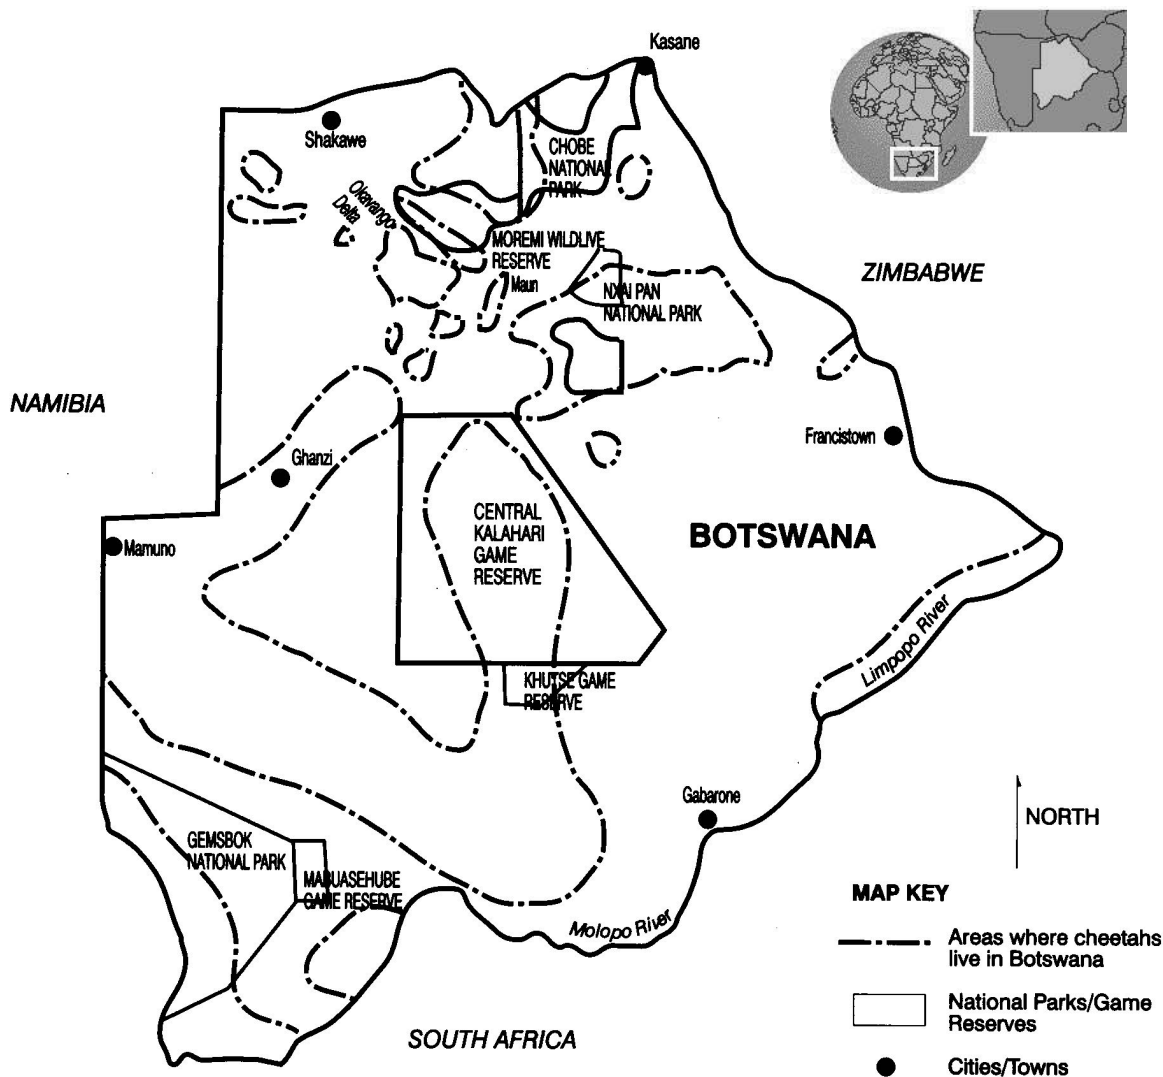 Kasane
Shakawe
CHOBE
NATIONAL
PARK
Okavango
Delta
MOREMI WILDLIVE
RESERVE
Maun
ZIMBABWE
NXAI PAN
NATIONAL PARK
NAMIBIA
Francistown
Ghanzi
CENTRAL
KALAHARI
GAME
RESERVE
BOTSWANA
Mamuno
Limpopo River
KHUTSE GAME
RESERVE
Gabarone
NORTH
GEMSBOK
NATIONAL PARK
MABUASEHUBE
GAME RESERVE
Molopo River
SOUTH AFRICA
MAP KEY
Areas where cheetahs
live in Botswana
National Parks/Game
Reserves
Cities/Towns